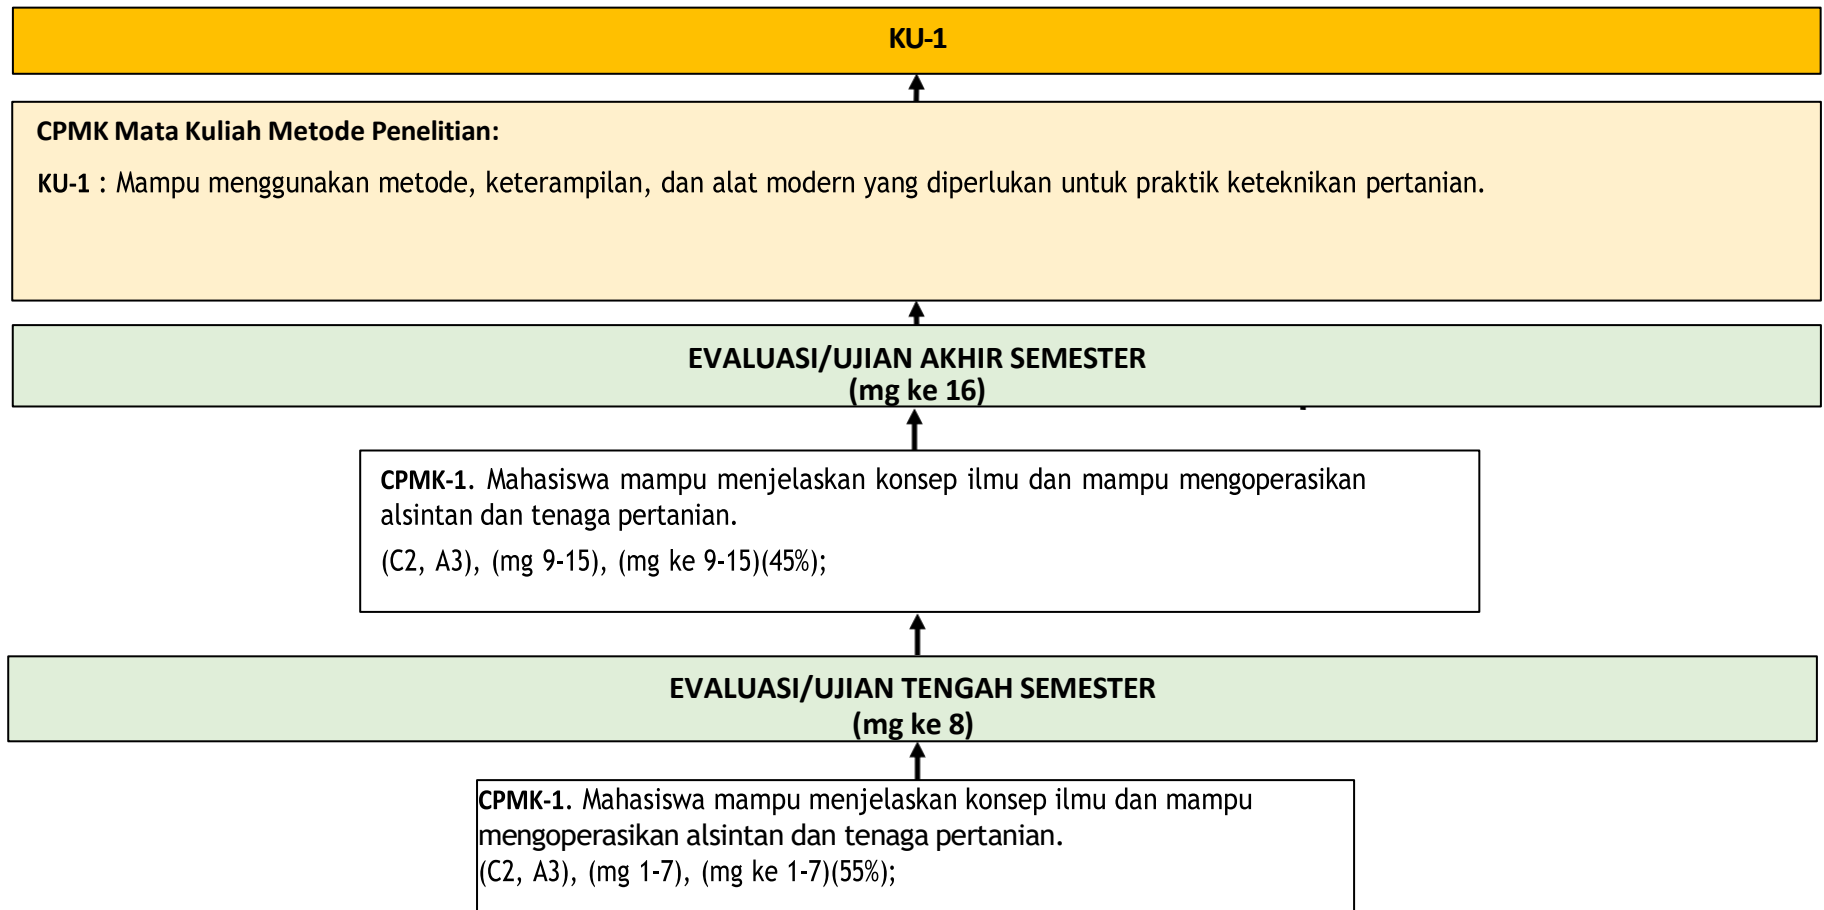 KU-1
CPMK Mata Kuliah Metode Penelitian:
KU-1 : Mampu menggunakan metode, keterampilan, dan alat modern yang diperlukan untuk praktik keteknikan pertanian.
EVALUASI/UJIAN AKHIR SEMESTER
(mg ke 16)
CPMK-1. Mahasiswa mampu menjelaskan konsep ilmu dan mampu mengoperasikan
alsintan dan tenaga pertanian.
(C2, A3), (mg 9-15), (mg ke 9-15)(45%);
EVALUASI/UJIAN TENGAH SEMESTER
(mg ke 8)
CPMK-1. Mahasiswa mampu menjelaskan konsep ilmu dan mampu
mengoperasikan alsintan dan tenaga pertanian.
(C2, A3), (mg 1-7), (mg ke 1-7)(55%);